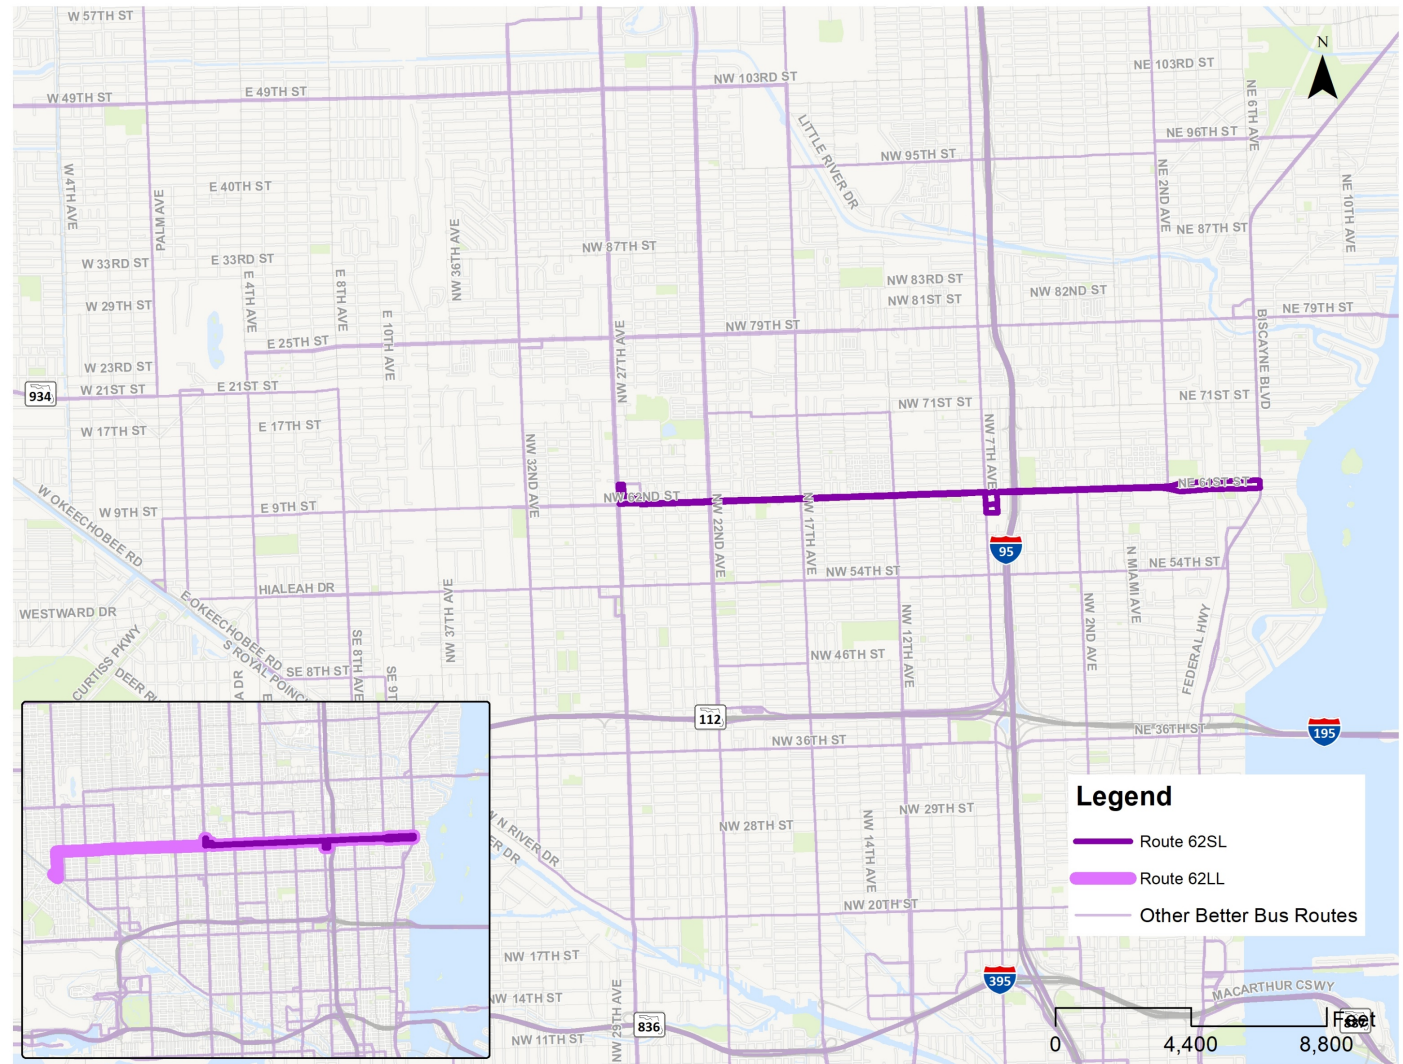 W 57TH ST
N
NW 103RD ST
NE 103RD ST
W 49TH ST
E 49TH ST
NE 6TH AVE
LITTLE RIVER DR
NE 96TH ST
NW 95TH ST
W 4TH AVE
PALM AVE
E 40TH ST
NE 2ND AVE
NE 10TH AVE
NW 36TH AVE
NE 87TH ST
NW 87TH ST
W 33RD ST
E 33RD ST
E 4TH AVE
E 8TH AVE
NW 83RD ST
NW 82ND ST
NW 81ST ST
W 29TH ST
E 10TH AVE
NE 79TH ST
NW 79TH ST
NW 27TH AVE
BISCAYNE BLVD
E 25TH ST
W 23RD ST
W 21ST ST
E 21ST ST
934
NE 71ST ST
NW 71ST ST
W 17TH ST
E 17TH ST
NW 7TH AVE
NW 32ND AVE
NE 61ST ST
NW 62ND ST
W OKEECHOBEE RD
W 9TH ST
E 9TH ST
NW 22ND AVE
NW 17TH AVE
95
N MIAMI AVE
NE 54TH ST
NW 54TH ST
HIALEAH DR
NW 37TH AVE
WESTWARD DR
E OKEECHOBEE RD
NW 12TH AVE
NW 2ND AVE
FEDERAL HWY
CURTISS PKWY
SE 8TH AVE
NW 46TH ST
SE 8TH ST
S ROYAL POINC
DEER R
A DR
E
SE 9T
112
NE 36TH ST
195
NW 36TH ST
Legend
Route 62SL
Route 62LL
Other Better Bus Routes
NW 29TH ST
NW 28TH ST
NW 14TH AVE
W N RIVER DR
ER DR
NW 20TH ST
NW 17TH ST
395
NW 29TH AVE
NW 14TH ST
MACARTHUR CSWY
836
NW 11TH ST
Feet
0 4,400 8,800